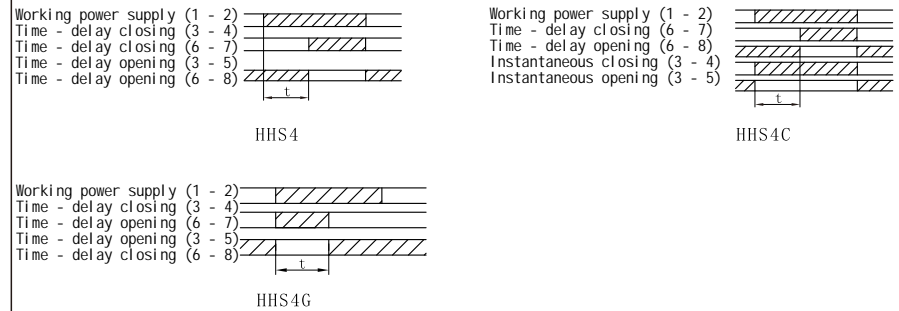 Working power supply (1 - 2)
Time - delay closing (3 - 4)
Time - delay closing (6 - 7)
Time - delay opening (3 - 5)
Time - delay opening (6 - 8)
t
HHS4
Working power supply (1 - 2)
Time - delay closing (6 - 7)
Time - delay opening (6 - 8)
Instantaneous closing (3 - 4)
Instantaneous opening (3 - 5)
t
HHS4C
Working power supply (1 - 2)
Time - delay closing (3 - 4)
Time - delay opening (6 - 7)
Time - delay opening (3 - 5)
Time - delay closing (6 - 8)
t
HHS4G